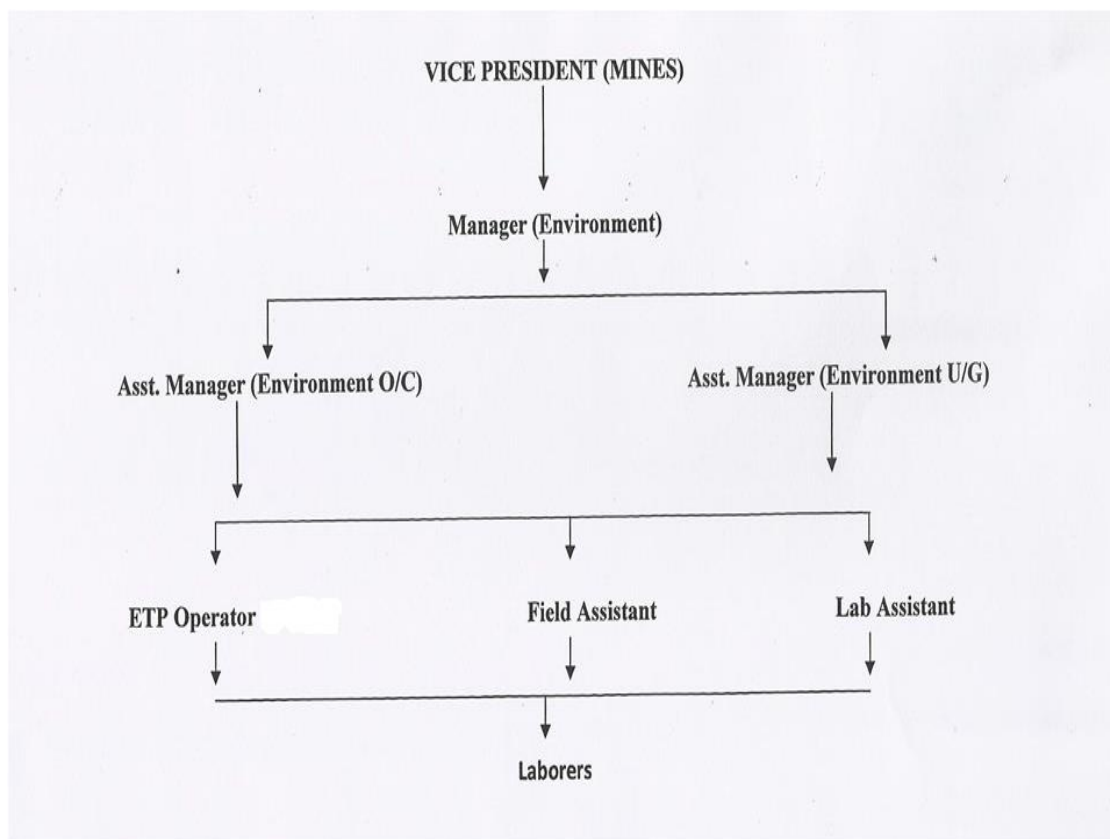 VICE PRESIDENT (MINES)
Manager (Environment)
Asst. Manager (Environment O/C)
Asst. Manager (Environment U/G)
ETP Operator
Field Assistant
Lab Assistant
Laborers